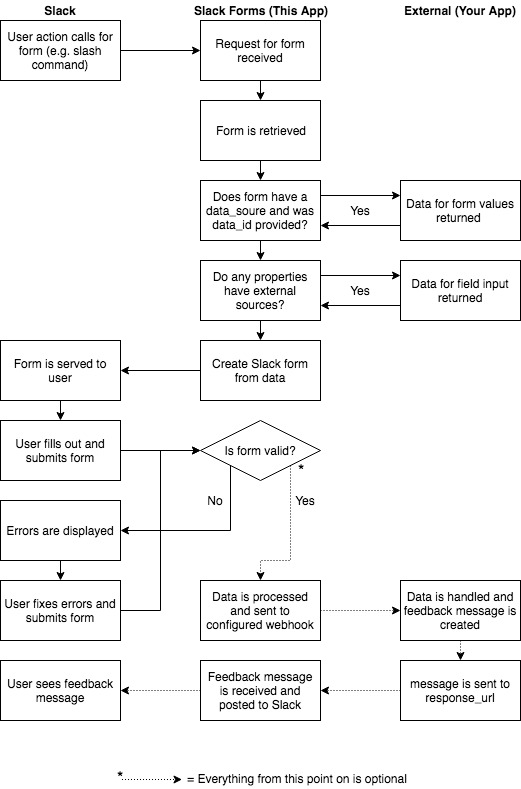 Slack
Slack Forms (This App)
External (Your App)
User action calls for
form (e.g. slash
command)
Request for form
received
Form is retrieved
Does form have a
data_soure and was
data_id provided?
Yes
Data for form values
returned
Do any properties
have external
sources?
Yes
Data for field input
returned
Form is served to
user
Create Slack form
from data
User fills out and
submits form
Is form valid?
*
No
Yes
Errors are displayed
User fixes errors and
submits form
Data is processed
and sent to
configured webhook
Data is handled and
feedback message is
created
User sees feedback
message
Feedback message
is received and
posted to Slack
message is sent to
response_url
* = Everything from this point on is optional